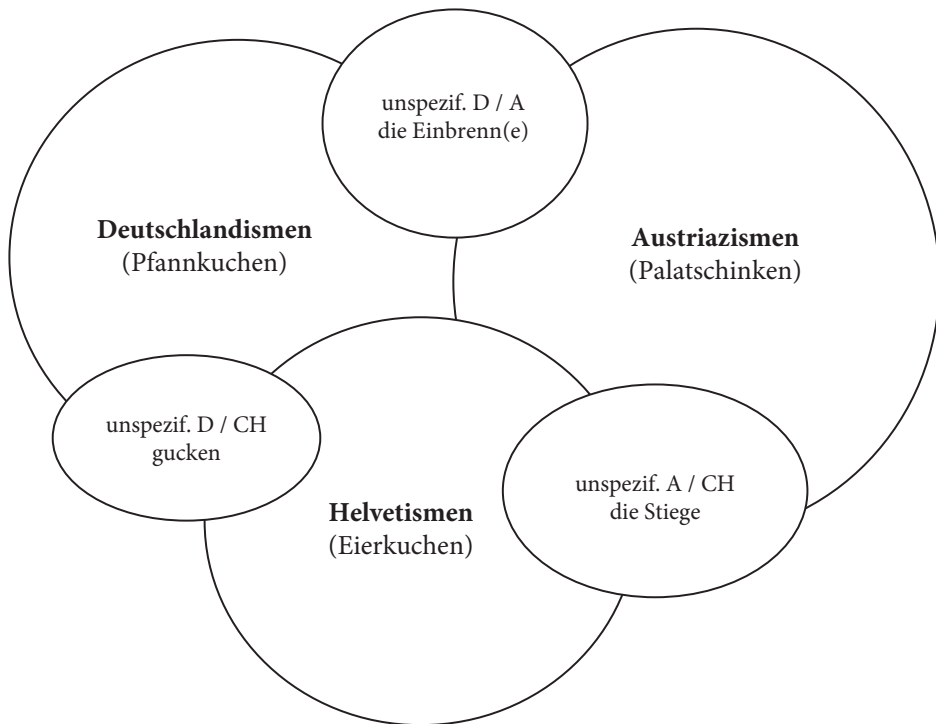 unspezif. D / A
die Einbrenn(e)
Deutschlandismen
(Pfannkuchen)
Austriazismen
(Palatschinken)
unspezif. D / CH
gucken
unspezif. A / CH
die Stiege
Helvetismen
(Eierkuchen)